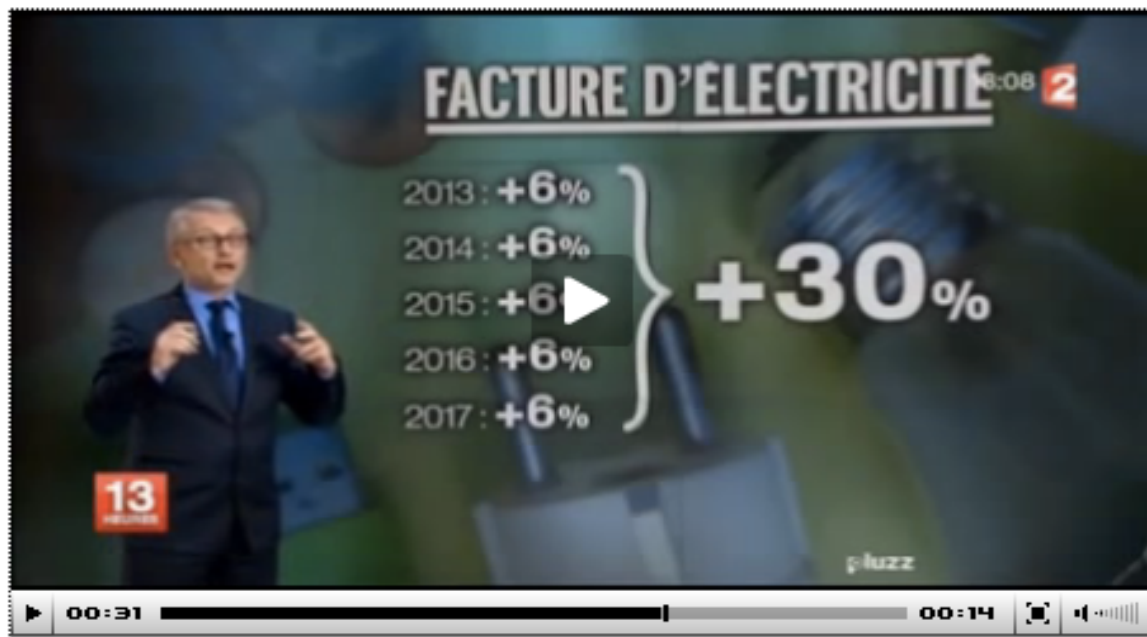 FACTURE D'ÉLECTRICITÉ
8:08 2
2013 : +6%
2014 : +6%
2015 : +6
2016 : +6%
2017 : +6%
+30%
13
HEURES
pluzz
00:31
00:14